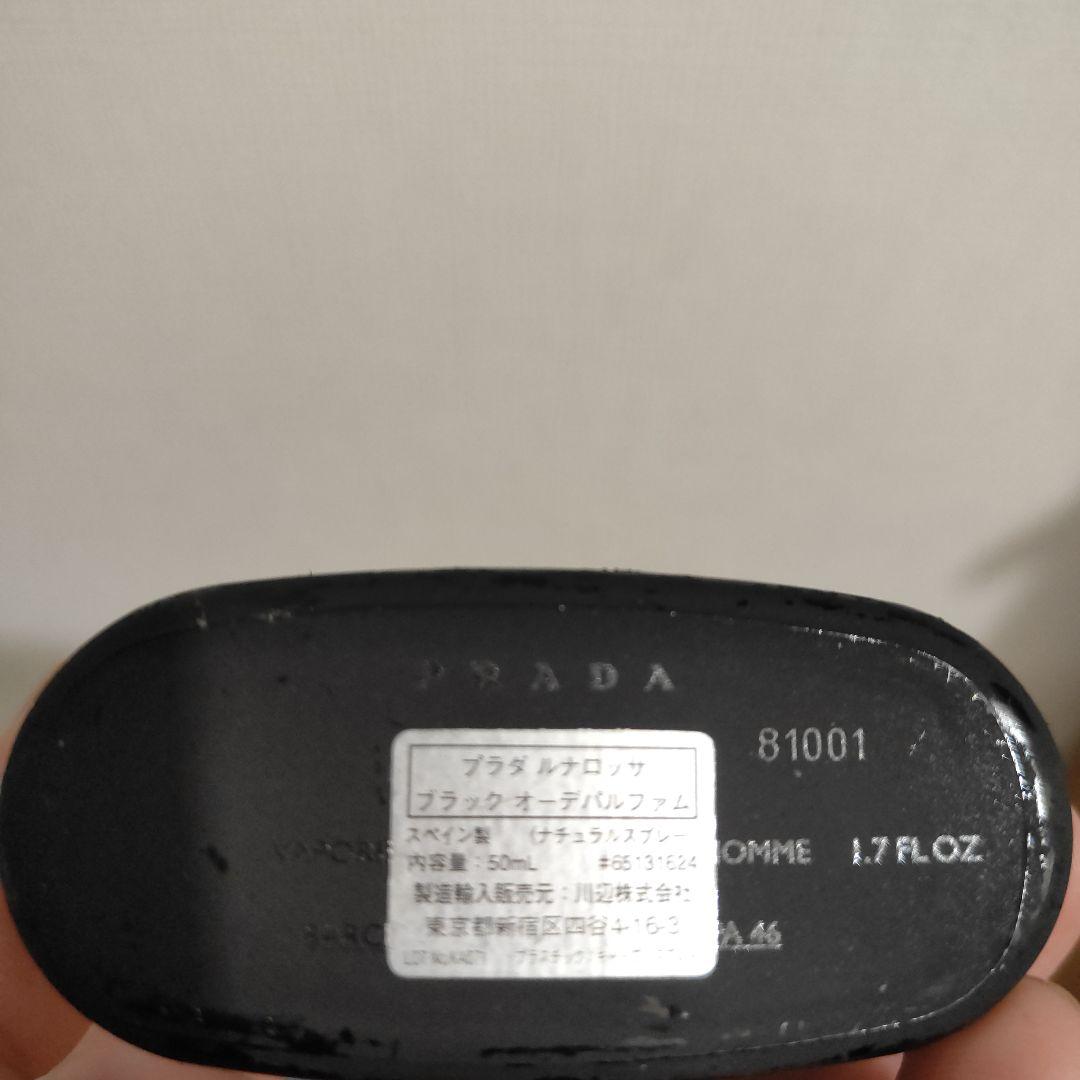 PRADA
81001
プラダ ルナロッサ
ブラック オーデパルファム
スペイン製 (ナチュラルスプレー
内容量:50mL #65131624
HOMME 1.7 FL.OZ
製造輸入販売元:川辺株式会社
東京都新宿区四谷4-16-3
46